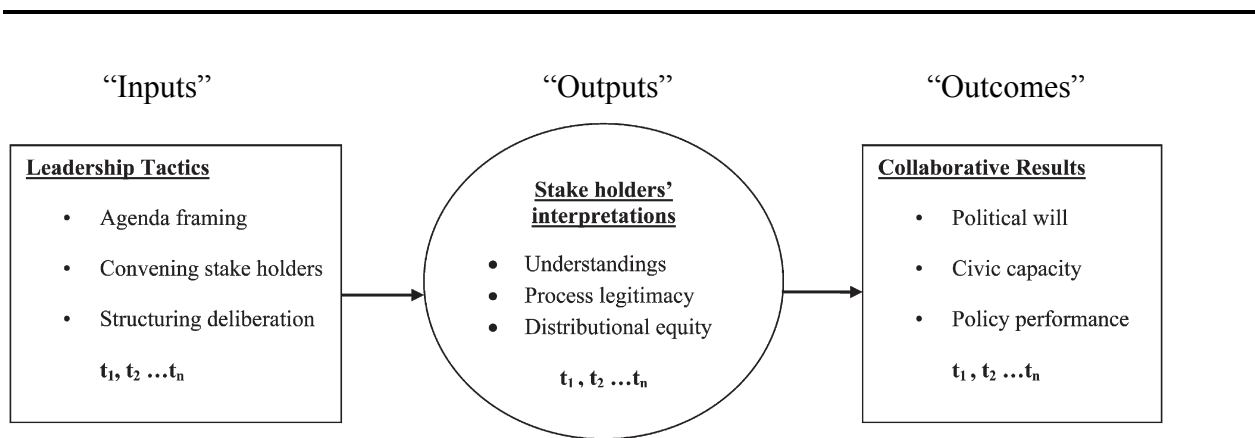 “Inputs”
“Outputs”
“Outcomes”
Leadership Tactics
• Agenda framing
• Convening stake holders
• Structuring deliberation
t₁, t₂ …tₙ
Stake holders’
interpretations
● Understandings
● Process legitimacy
● Distributional equity
t₁ , t₂ …tₙ
Collaborative Results
• Political will
• Civic capacity
• Policy performance
t₁ , t₂ …tₙ